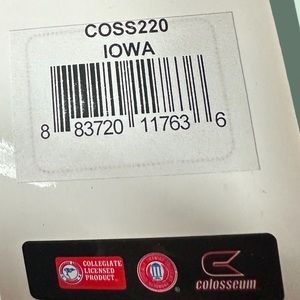 COSS220
IOWA
8 83720 11763 6
COLLEGIATE
LICENSED
PRODUCT
®
colosseum